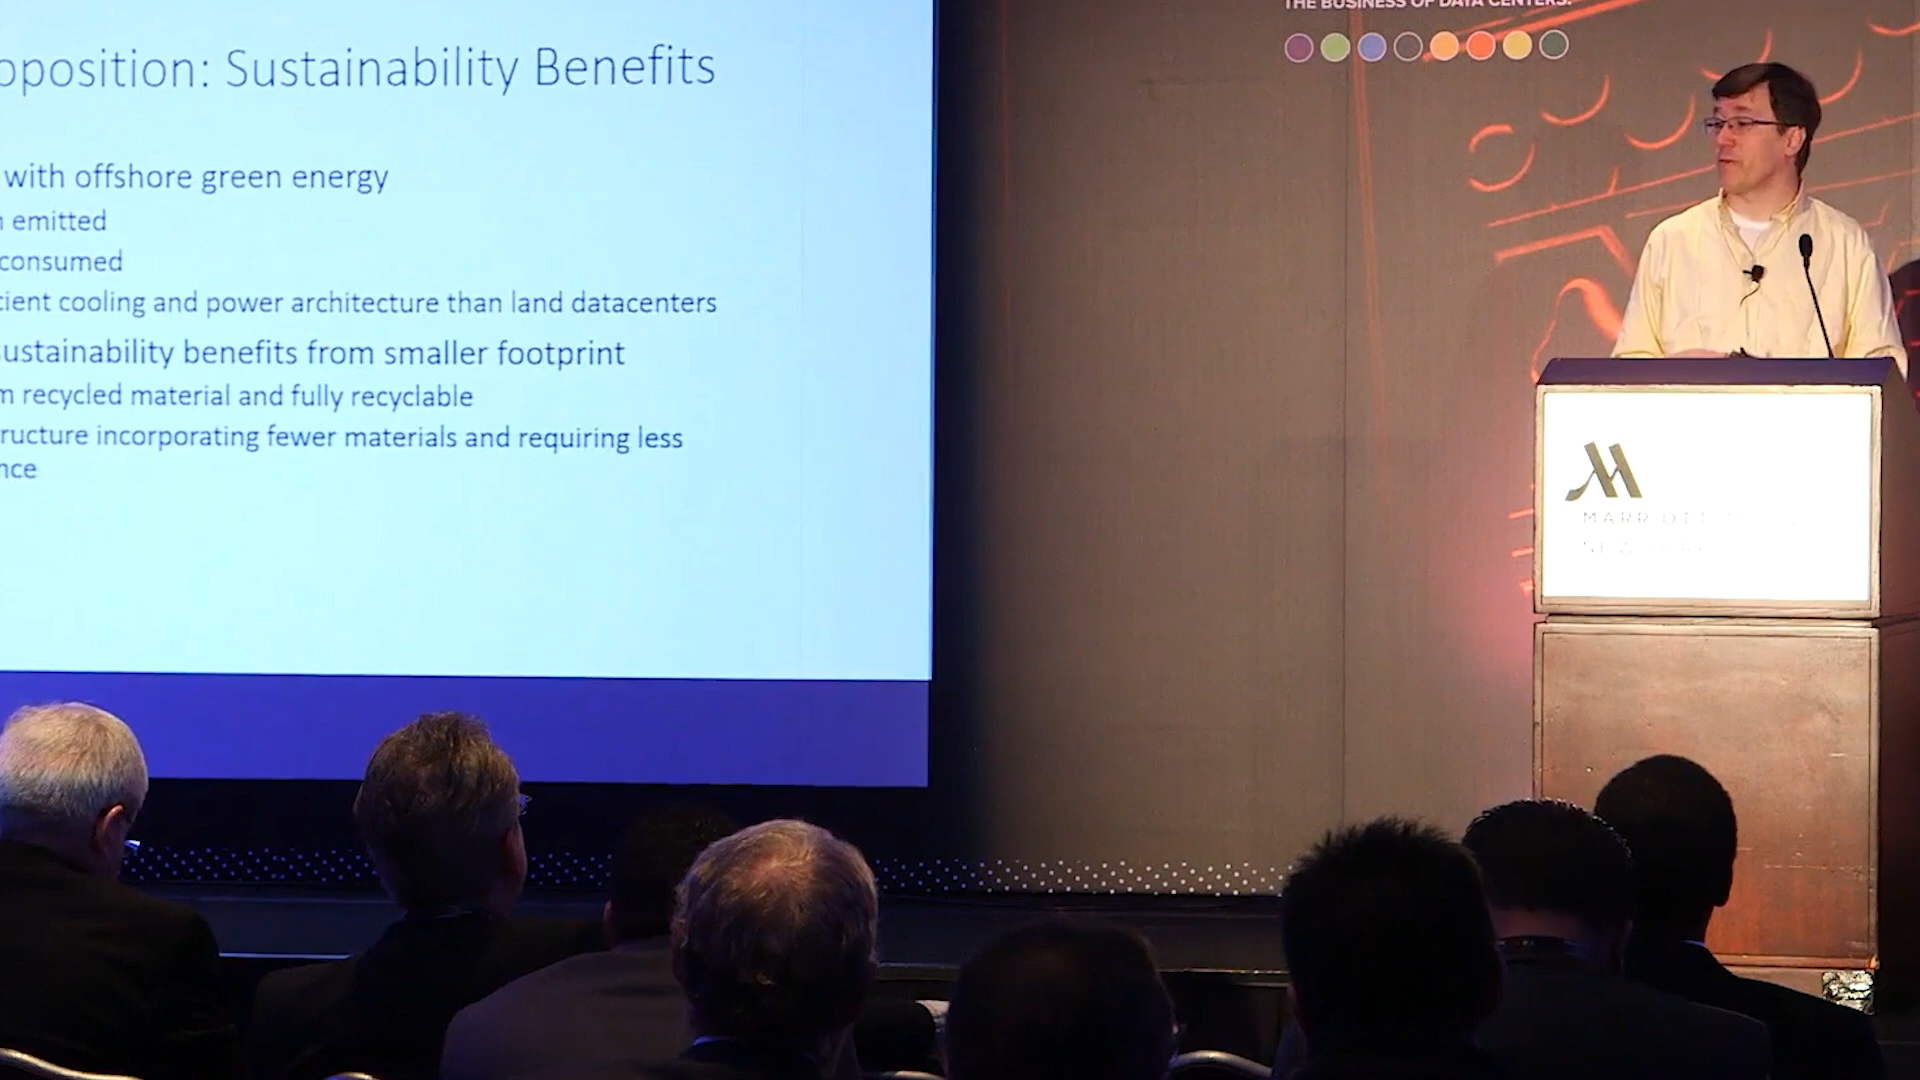 THE BUSINESS OF DATA CENTERS.
oposition: Sustainability Benefits
with offshore green energy
n emitted
consumed
cient cooling and power architecture than land datacenters
sustainability benefits from smaller footprint
m recycled material and fully recyclable
ructure incorporating fewer materials and requiring less
nce
MARRIOTT